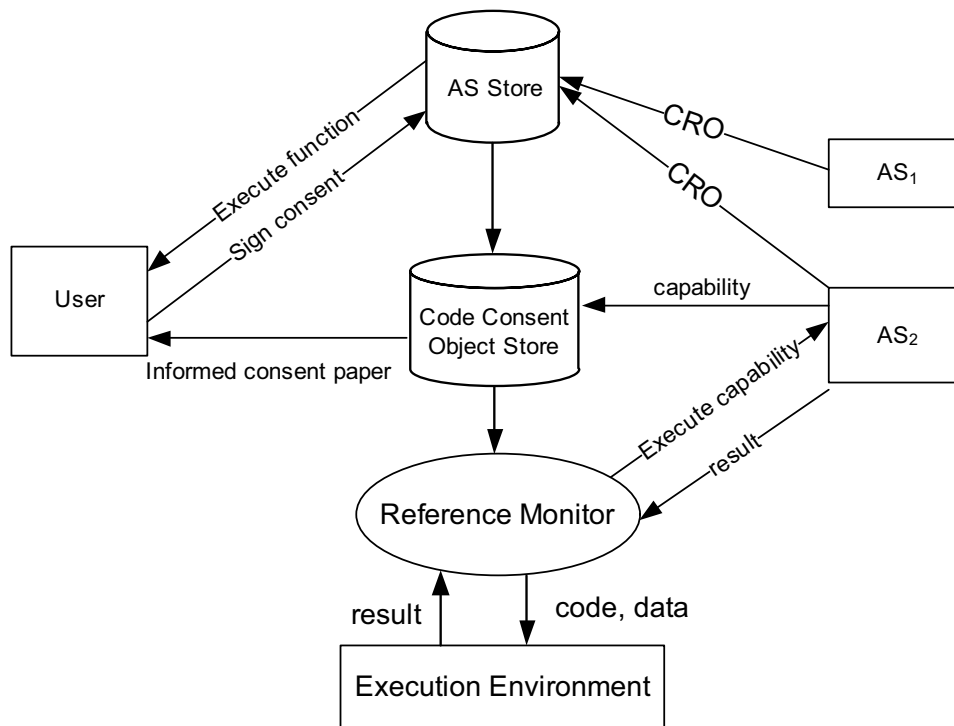 AS Store
Execute function
Sign consent
CRO
CRO
AS₁
User
Code Consent
Object Store
capability
AS₂
Informed consent paper
Execute capability
result
Reference Monitor
result
code, data
Execution Environment